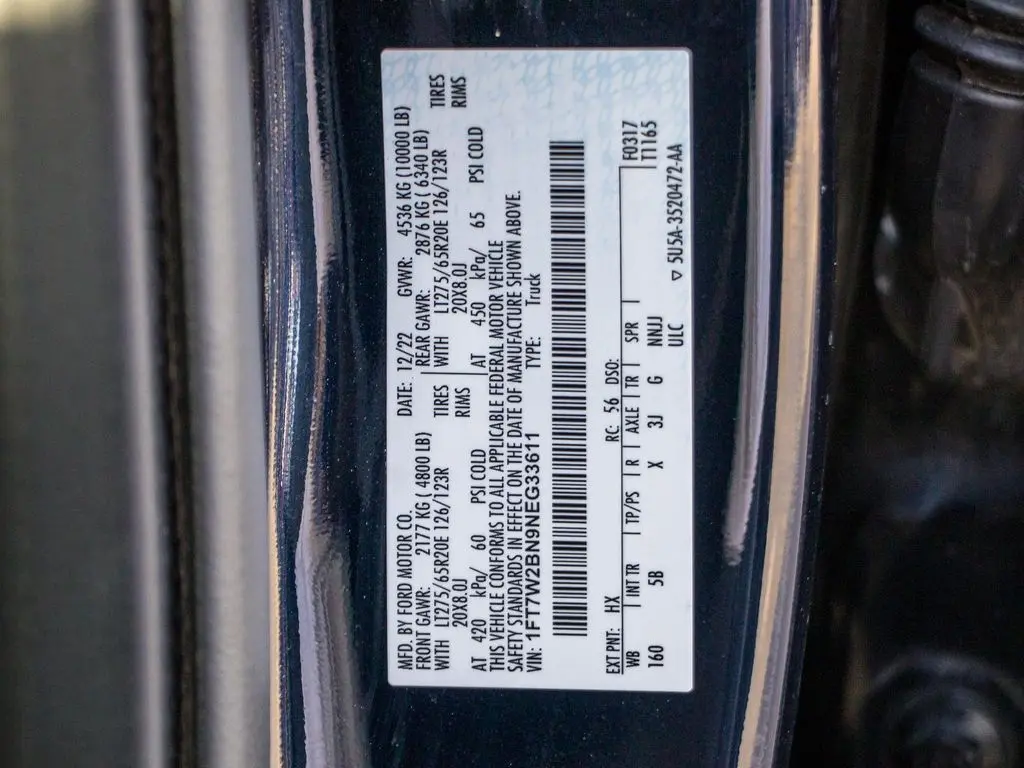 MFD BY FORD MOTOR CO. DATE: 12/22 GVWR: 4536 KG (10000 LB)
FRONT GAWR: 2177 KG ( 4800 LB) REAR GAWR: 2876 KG ( 6340 LB)
WITH LT275/65R20E 126/123R TIRES WITH LT275/65R20E 126/123R TIRES
20X8.0J RIMS 20X8.0J RIMS
AT 420 kPa/ 60 PSI COLD AT 450 kPa/ 65 PSI COLD
THIS VEHICLE CONFORMS TO ALL APPLICABLE FEDERAL MOTOR VEHICLE
SAFETY STANDARDS IN EFFECT ON THE DATE OF MANUFACTURE SHOWN ABOVE.
VIN: 1FT7W2BN9NEG33611 TYPE: Truck
EXT PNT: HX RC: 56 DSO: F0317
WB INT TR TP/PS R AXLE TR SPR IT1165
160 5B X 3J G NNJJ
ULC ▽ 5U5A-3520472-AA